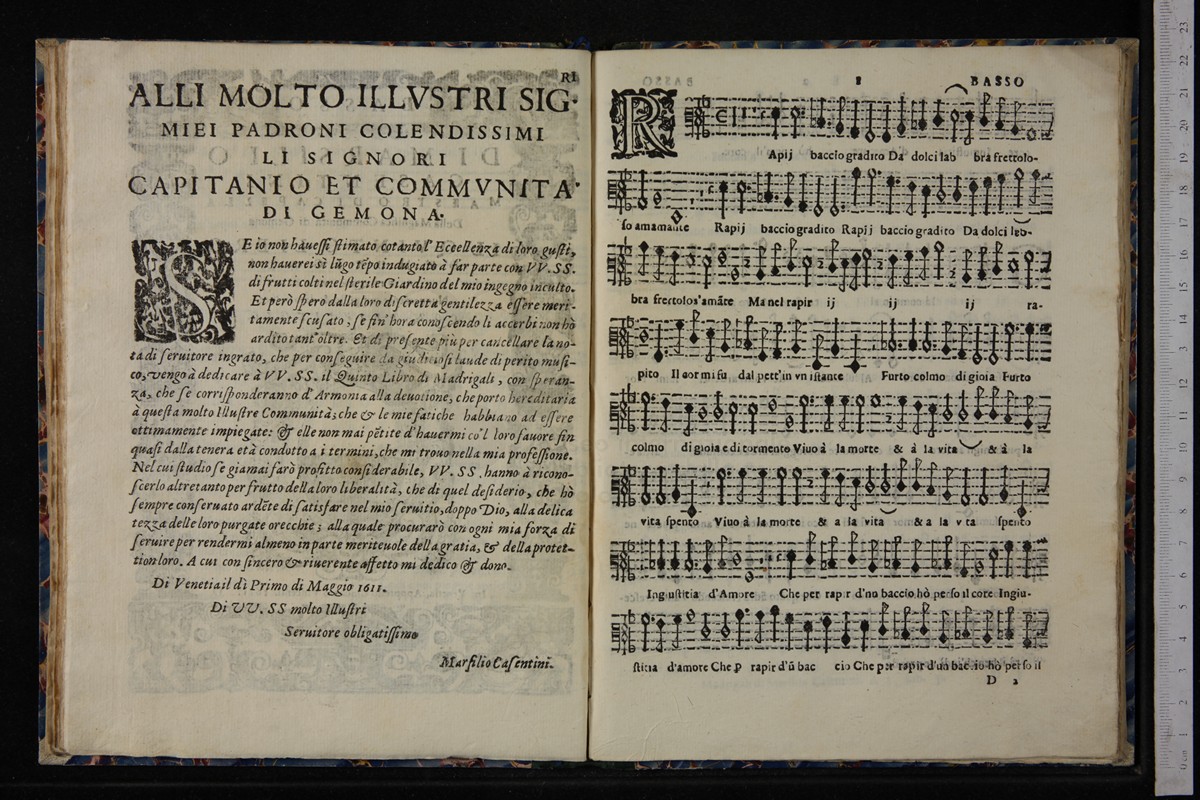 RI
ALLI MOLTO ILLVSTRI SIG.
MIEI PADRONI COLENDISSIMI
LI SIGNORI
CAPITANIO ET COMMVNITA'
DI GEMONA.
SE io non hauessi stimato cotanto l' Eccellenza di loro gusti,
non hauerei sì lũgo tẽpo indugiato à far parte con VV. SS.
di frutti colti nel sterile Giardino del mio ingegno inculto.
Et però spero dalla loro discretta gentilezza essere meri-
tamente scusato, se fin' hora conoscendo li accerbi non hò
ardito tant' oltre. Et di presente più per cancellare la no-
ta di seruitore ingrato, che per conseguire da giudiciosi laude di perito musi-
co, vengo à dedicare à VV. SS. il Quinto Libro di Madrigali, con speran-
za, che se corrisponderanno d'Armonia alla deuotione, che porto hereditaria
à questa molto Illustre Communità; che & le mie fatiche habbiano ad essere
ottimamente impiegate: & elle non mai pẽtite d'hauermi co'l loro fauore fin
quasi dalla tenera età condotto a i termini, che mi trouo nella mia professione.
Nel cui studio se giamai farò profitto considerabile, VV. SS. hanno à ricono-
scerlo altretanto per frutto della loro liberalità, che di quel desiderio, che hò
sempre conseruato ardẽte di satisfare nel mio seruitio, doppo Dio, alla delica
tezza delle loro purgate orecchie; alla quale procurarò con ogni mia forza di
seruire per rendermi almeno in parte meriteuole della gratia, & della protet-
tion loro. A cui con sincero & riuerente affetto mi dedico & dono.
Di Venetia il dì Primo di Maggio 1611.
Di VV. SS molto Illustri
Seruitore obligatissimo
Marsilio Casentini.
8 BASSO
RApij baccio gradito Da dolci lab bra frettolo-
so amamante Rapij baccio gradito Rapij baccio gradito Da dolci lab-
bra frettolos'amãte Ma nel rapir ij ij ij ra-
pito Il cor mi fu dal pett'in vn istante A Furto colmo di gioia Furto
colmo di gioia e di tormento Viuo à la morte & à la vita & à la
vita spento Viuo à la morte & a la vita & a la v ta spento
Ingiustitia d'Amore Che per rapir d'no baccio hò perso il core Ingiu-
stitia d'amore Che ꝑ rapir d'ũ bac cio Che per rapir d'un baccio hò perso il
D 2